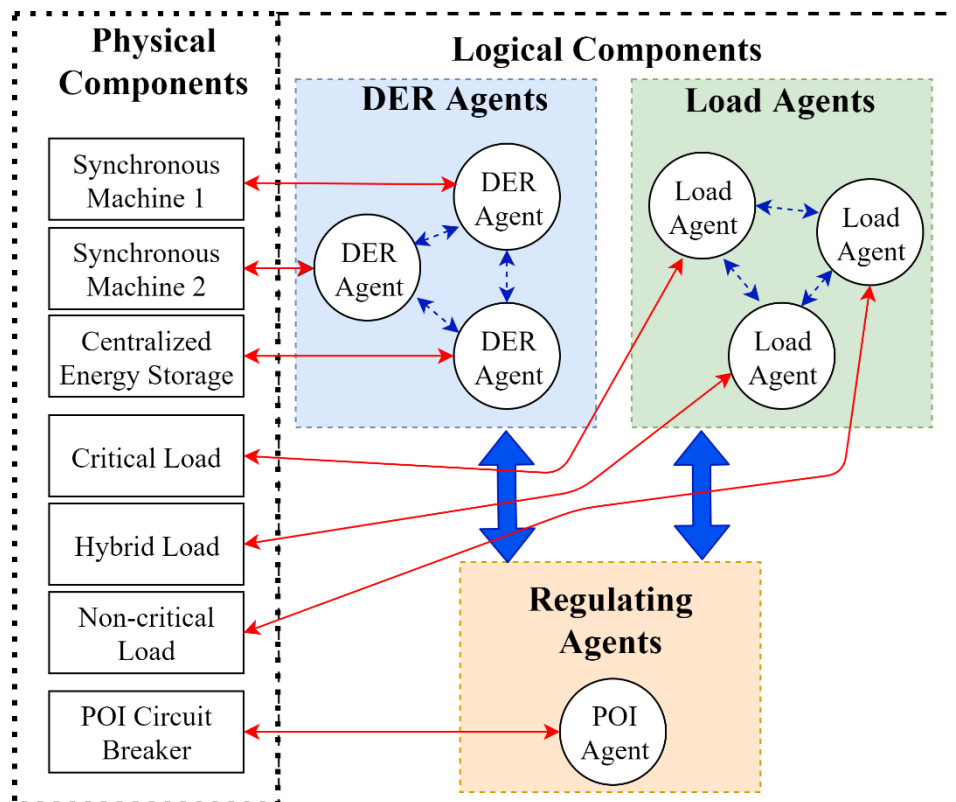 Physical
Components
Logical Components
DER Agents
Load Agents
Synchronous
Machine 1
Synchronous
Machine 2
Centralized
Energy Storage
Critical Load
Hybrid Load
Non-critical
Load
POI Circuit
Breaker
DER
Agent
DER
Agent
DER
Agent
Load
Agent
Load
Agent
Load
Agent
Regulating
Agents
POI
Agent